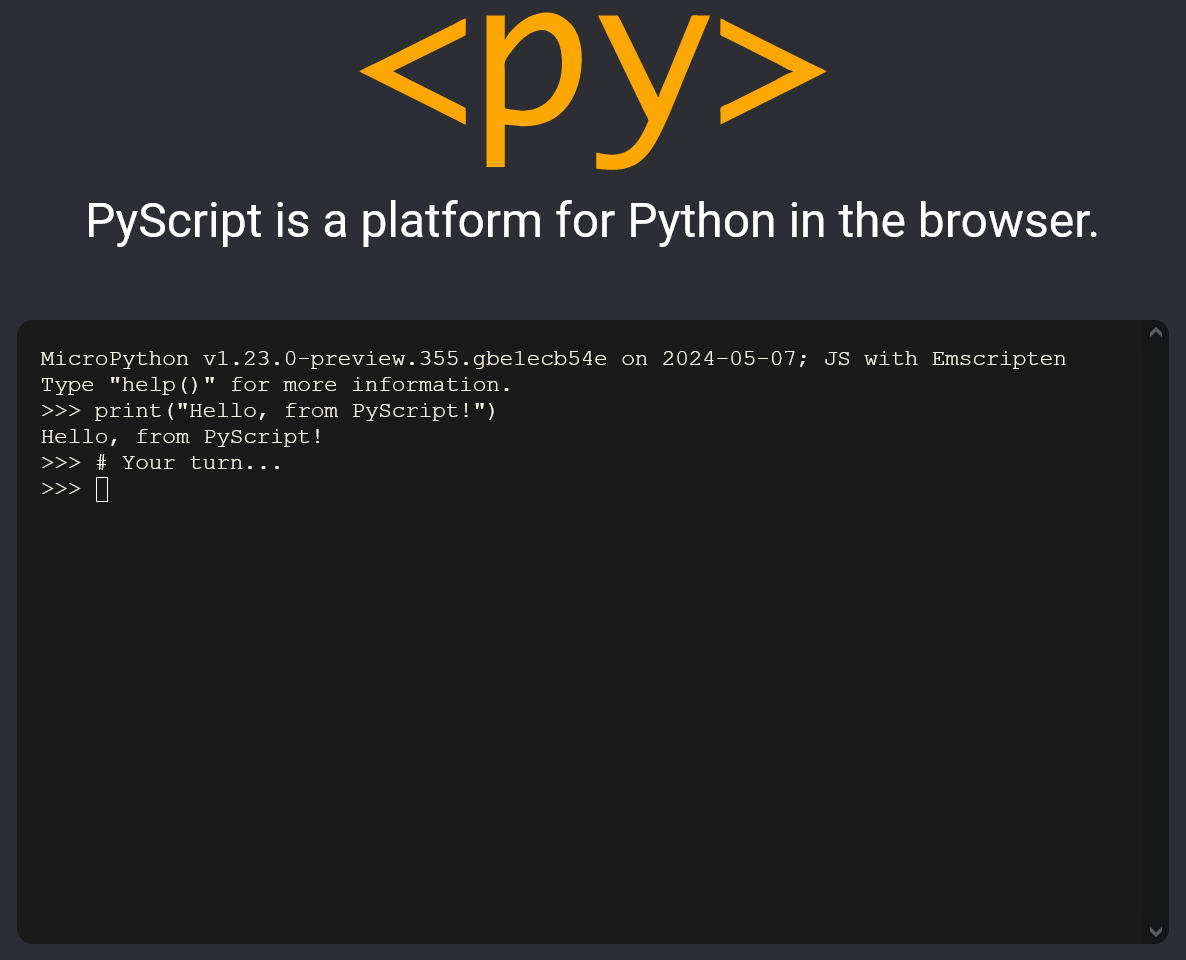 <py>
PyScript is a platform for Python in the browser.
MicroPython v1.23.0-preview.355.gbe1ecb54e on 2024-05-07; JS with Emscripten
Type "help()" for more information.
>>> print("Hello, from PyScript!")
Hello, from PyScript!
>>> # Your turn...
>>>